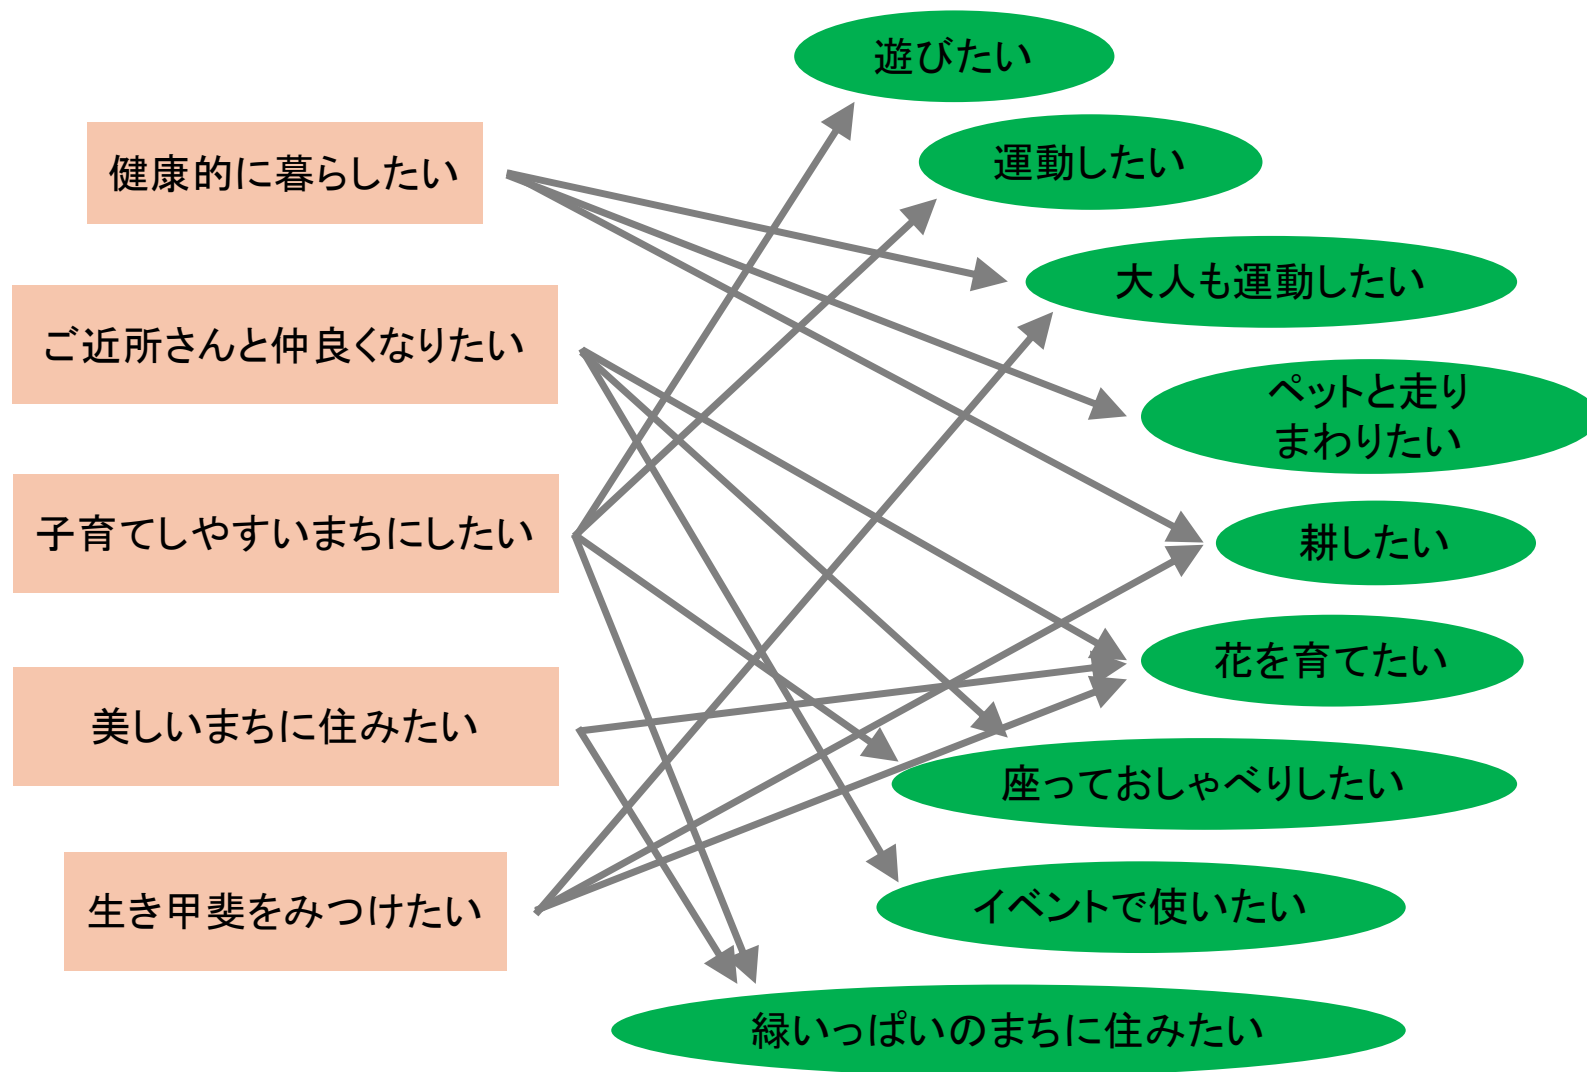 遊びたい
運動したい
健康的に暮らしたい
大人も運動したい
ご近所さんと仲良くなりたい
ペットと走り
まわりたい
子育てしやすいまちにしたい
耕したい
花を育てたい
美しいまちに住みたい
座っておしゃべりしたい
生き甲斐をみつけたい
イベントで使いたい
緑いっぱいのまちに住みたい